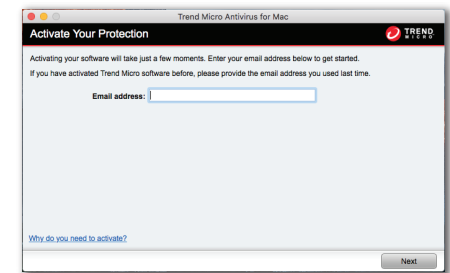 Trend Micro Antivirus for Mac
Activate Your Protection
TREND
MICRO
Activating your software will take just a few moments. Enter your email address below to get started.
If you have activated Trend Micro software before, please provide the email address you used last time.
Email address:
Why do you need to activate?
Next